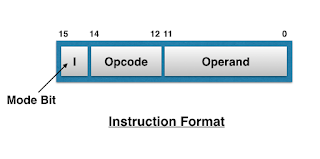 15 14 12 11 0
I Opcode Operand
Mode Bit
Instruction Format